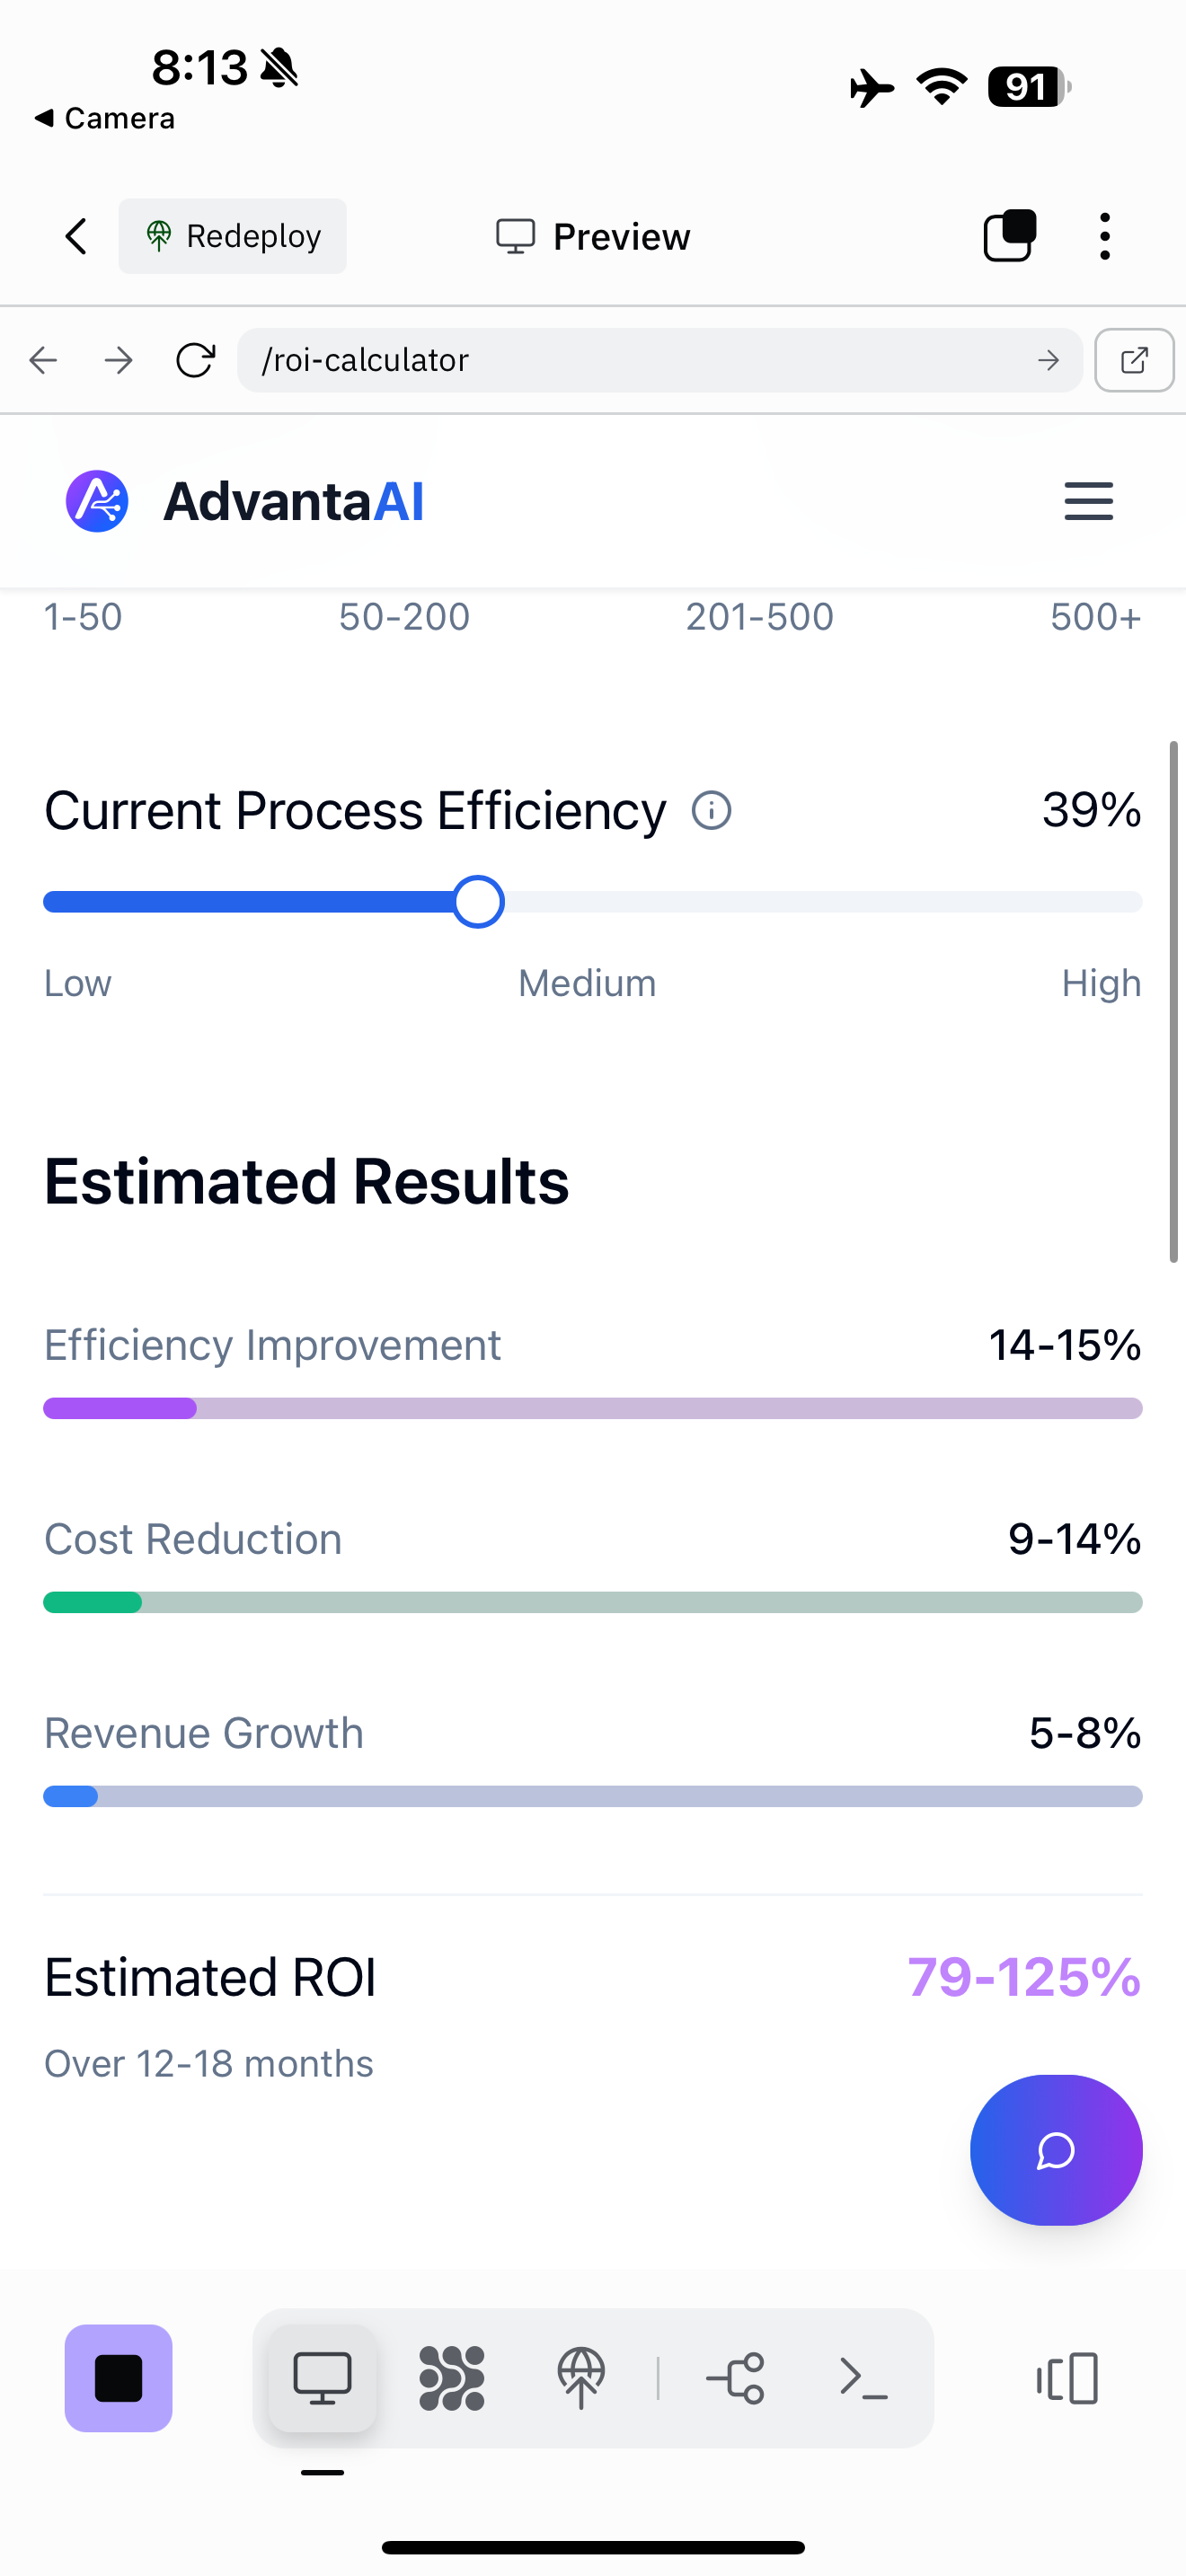 8:13
91
Camera
Redeploy
Preview
/roi-calculator
AdvantaAI
1-50 50-200 201-500 500+
Current Process Efficiency 39%
Low Medium High
Estimated Results
Efficiency Improvement 14-15%
Cost Reduction 9-14%
Revenue Growth 5-8%
Estimated ROI 79-125%
Over 12-18 months